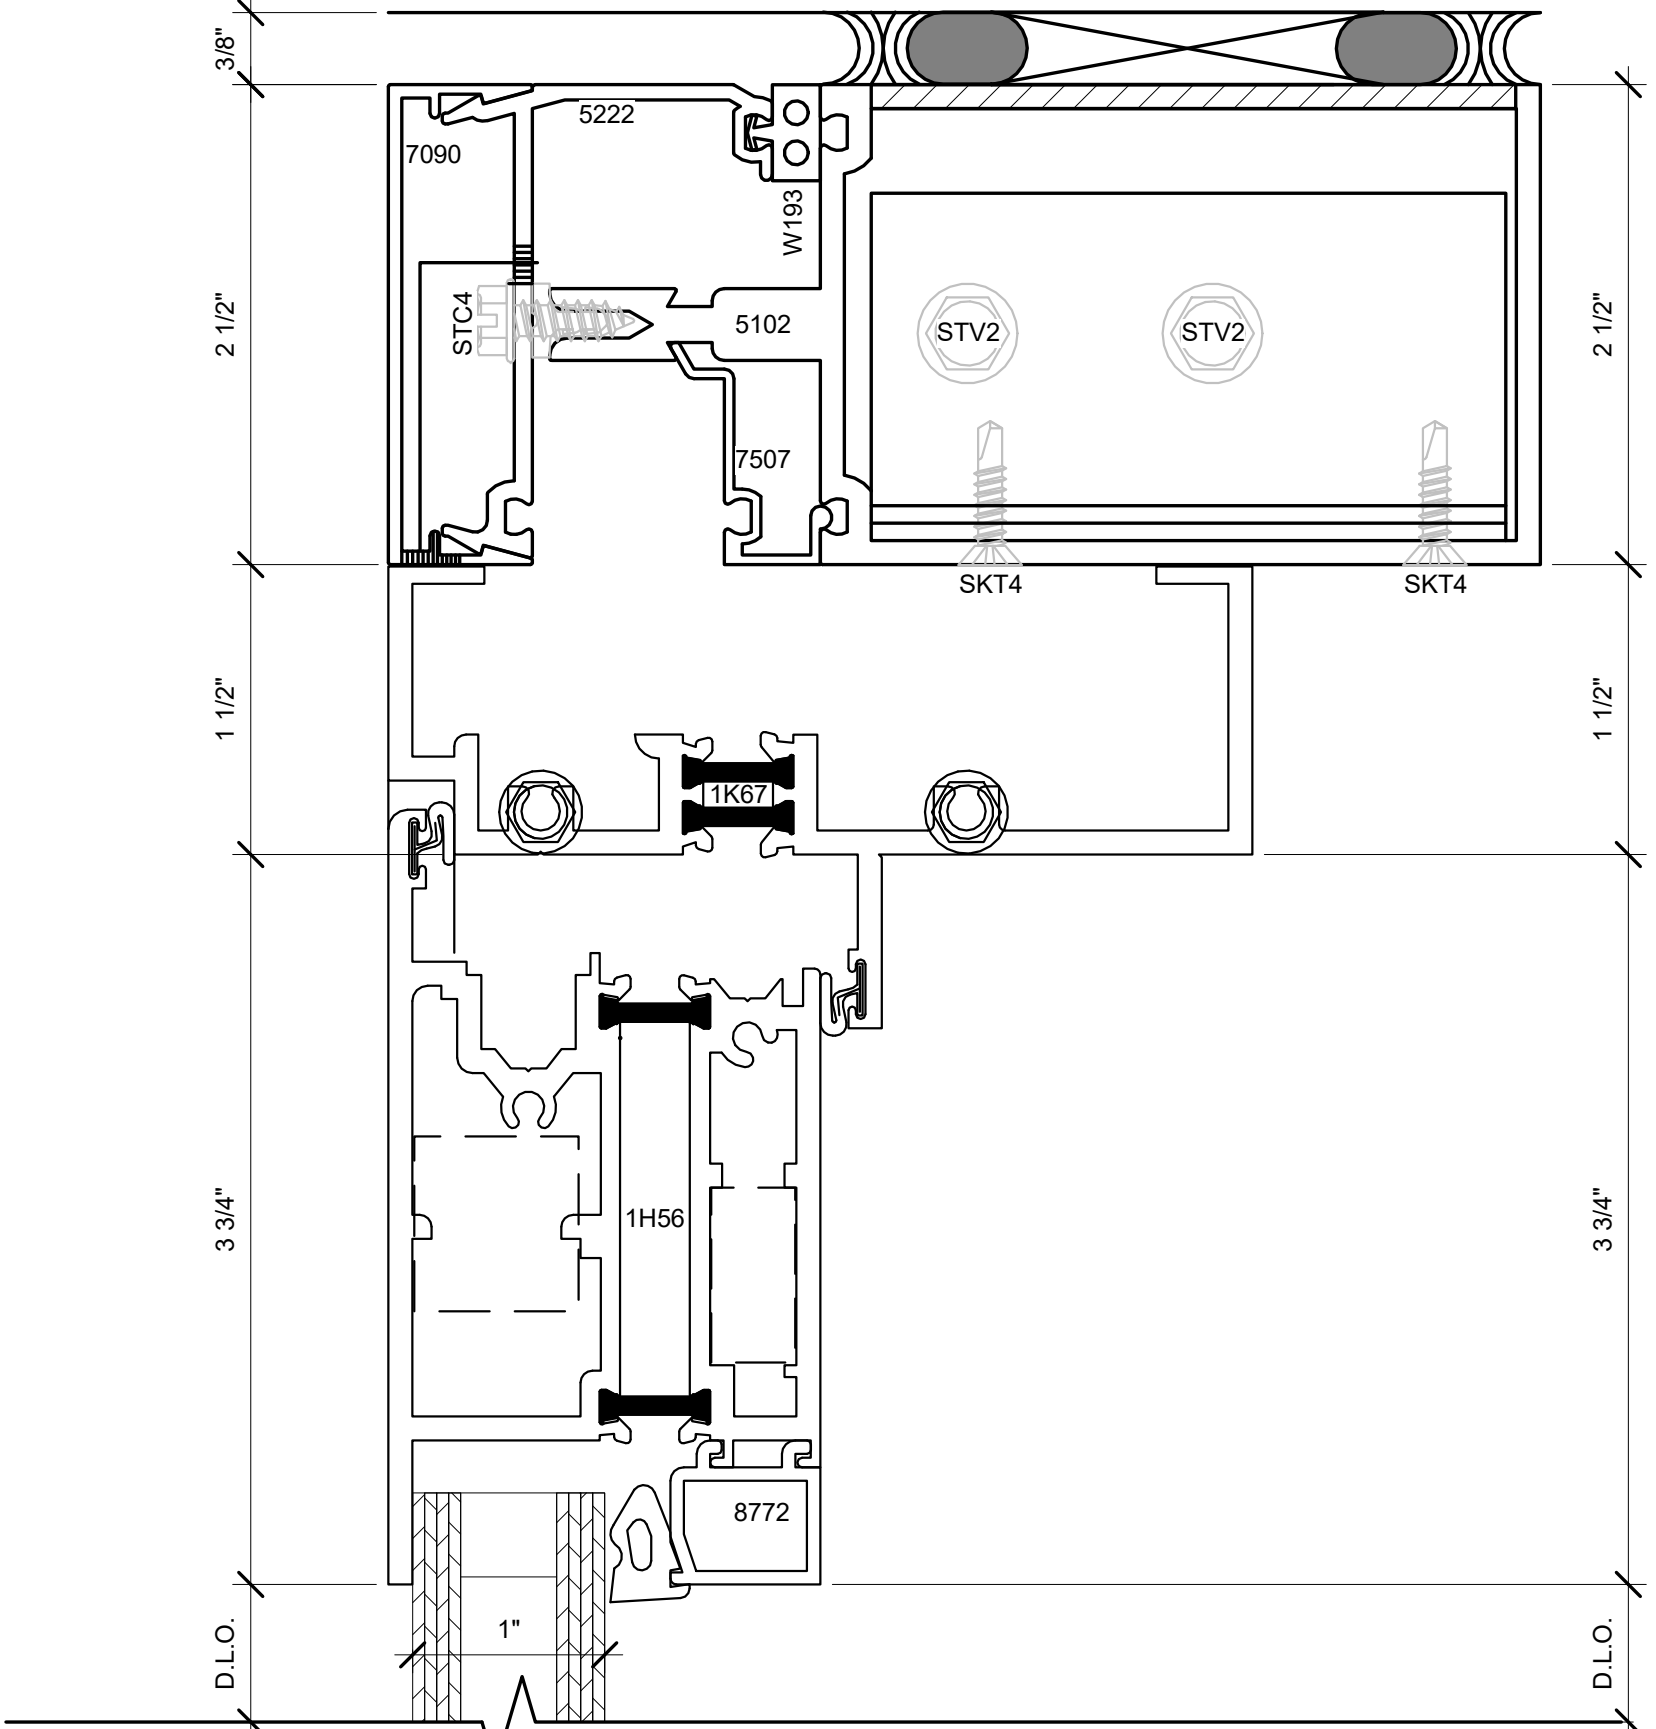 3/8"
5222
7090
W193
2 1/2"
STC4
5102
STV2
STV2
2 1/2"
7507
SKT4
SKT4
1 1/2"
1K67
1 1/2"
3 3/4"
1H56
3 3/4"
8772
D.L.O.
1"
D.L.O.